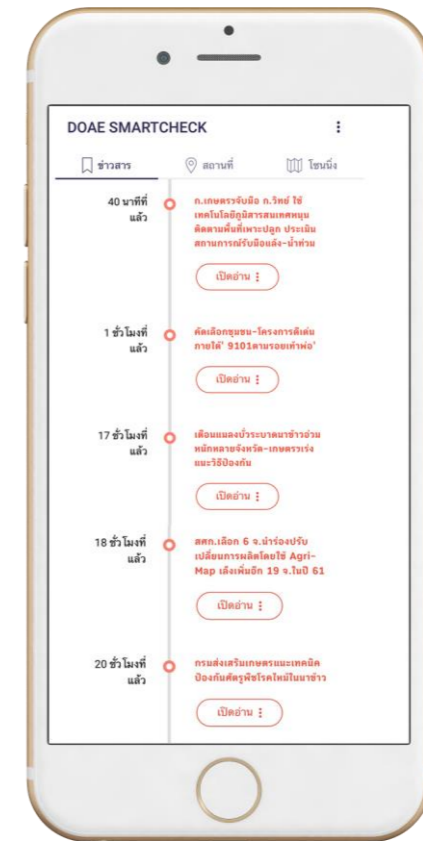 DOAE SMARTCHECK
ข่าวสาร
สถานที่
โซนนิ่ง
40 นาทีที่
แล้ว
ก.เกษตรฯจับมือ ก.วิทย์ ใช้
เทคโนโลยีภูมิสารสนเทศหนุน
ติดตามพื้นที่เพาะปลูก ประเมิน
สถานการณ์รับมือแล้ง-น้ำท่วม
เปิดอ่าน
1 ชั่วโมงที่
แล้ว
คัดเลือกชุมชน-โครงการดีเด่น
ภายใต้' 9101ตามรอยเท้าพ่อ'
เปิดอ่าน
17 ชั่วโมงที่
แล้ว
เตือนแมลงบั่วระบาดนาข้าวอ่วม
หนักหลายจังหวัด-เกษตรฯเร่ง
แนะวิธีป้องกัน
เปิดอ่าน
18 ชั่วโมงที่
แล้ว
สศก.เลือก 6 จ.นำร่องปรับ
เปลี่ยนการผลิตโดยใช้ Agri-
Map เล็งเพิ่มอีก 19 จ.ในปี 61
เปิดอ่าน
20 ชั่วโมงที่
แล้ว
กรมส่งเสริมเกษตรแนะเทคนิค
ป้องกันศัตรูพืชโรคไหม้ในนาข้าว
เปิดอ่าน